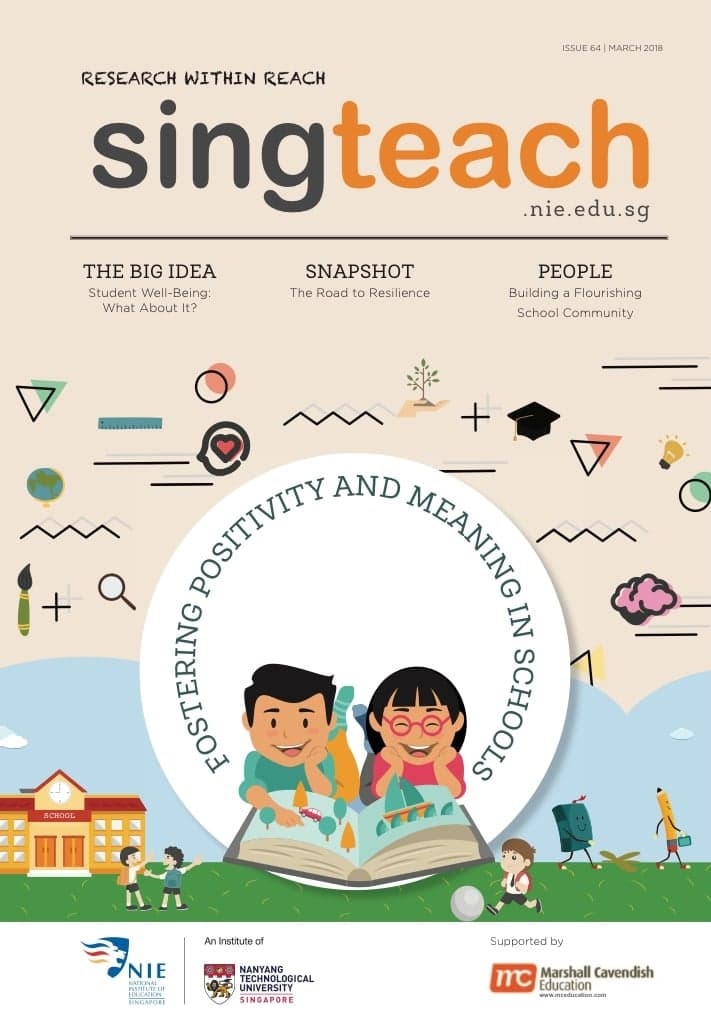 ISSUE 64 | MARCH 2018
RESEARCH WITHIN REACH
singteach
.nie.edu.sg
THE BIG IDEA
Student Well-Being:
What About It?
SNAPSHOT
The Road to Resilience
PEOPLE
Building a Flourishing
School Community
FOSTERING POSITIVITY AND MEANING IN SCHOOLS
SCHOOL
NIE
NATIONAL
INSTITUTE OF
EDUCATION
SINGAPORE
An Institute of
NANYANG
TECHNOLOGICAL
UNIVERSITY
SINGAPORE
Supported by
mc Marshall Cavendish
Education
www.mceducation.com